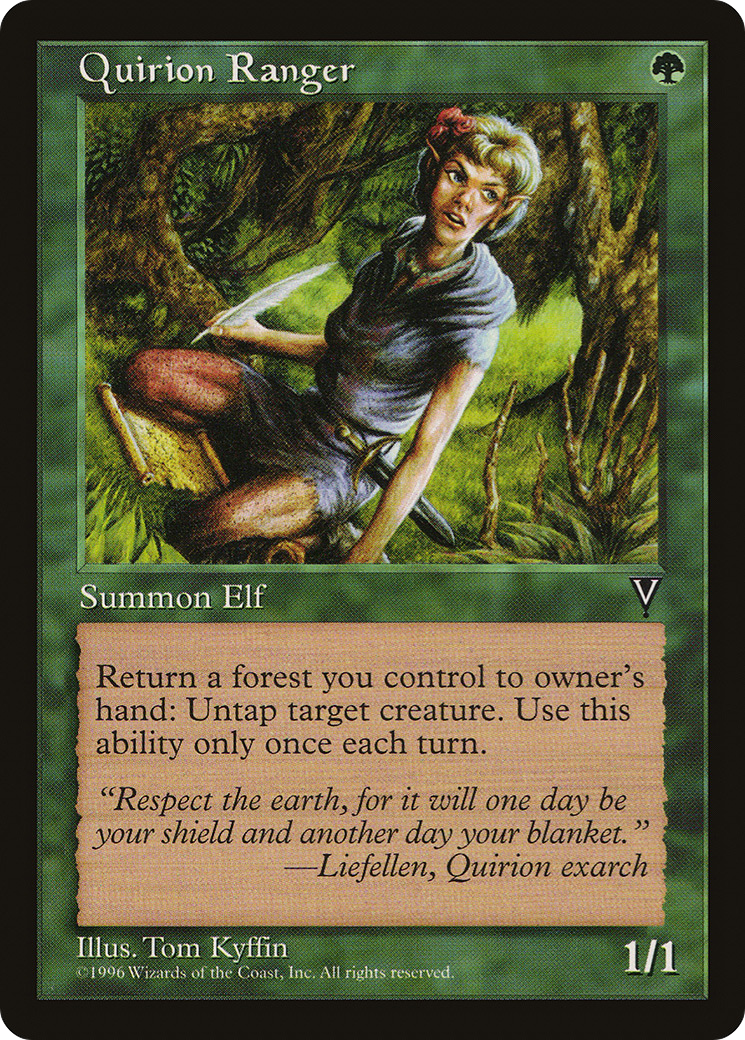 Quirion Ranger
Summon Elf
V
Return a forest you control to owner's
hand: Untap target creature. Use this
ability only once each turn.
“Respect the earth, for it will one day be
your shield and another day your blanket.”
—Liefellen, Quirion exarch
Illus. Tom Kyffin
©1996 Wizards of the Coast, Inc. All rights reserved.
1/1